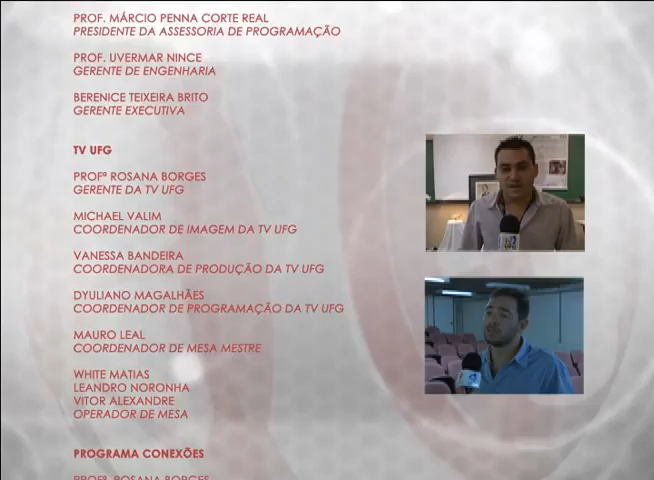 PROF. MÁRCIO PENNA CORTE REAL
PRESIDENTE DA ASSESSORIA DE PROGRAMAÇÃO
PROF. UVERMAR NINCE
GERENTE DE ENGENHARIA
BERENICE TEIXEIRA BRITO
GERENTE EXECUTIVA
TV UFG
PROFª ROSANA BORGES
GERENTE DA TV UFG
MICHAEL VALIM
COORDENADOR DE IMAGEM DA TV UFG
VANESSA BANDEIRA
COORDENADORA DE PRODUÇÃO DA TV UFG
DYULIANO MAGALHÃES
COORDENADOR DE PROGRAMAÇÃO DA TV UFG
MAURO LEAL
COORDENADOR DE MESA MESTRE
WHITE MATIAS
LEANDRO NORONHA
VITOR ALEXANDRE
OPERADOR DE MESA
PROGRAMA CONEXÕES
PROFª. ROSANA BORGES